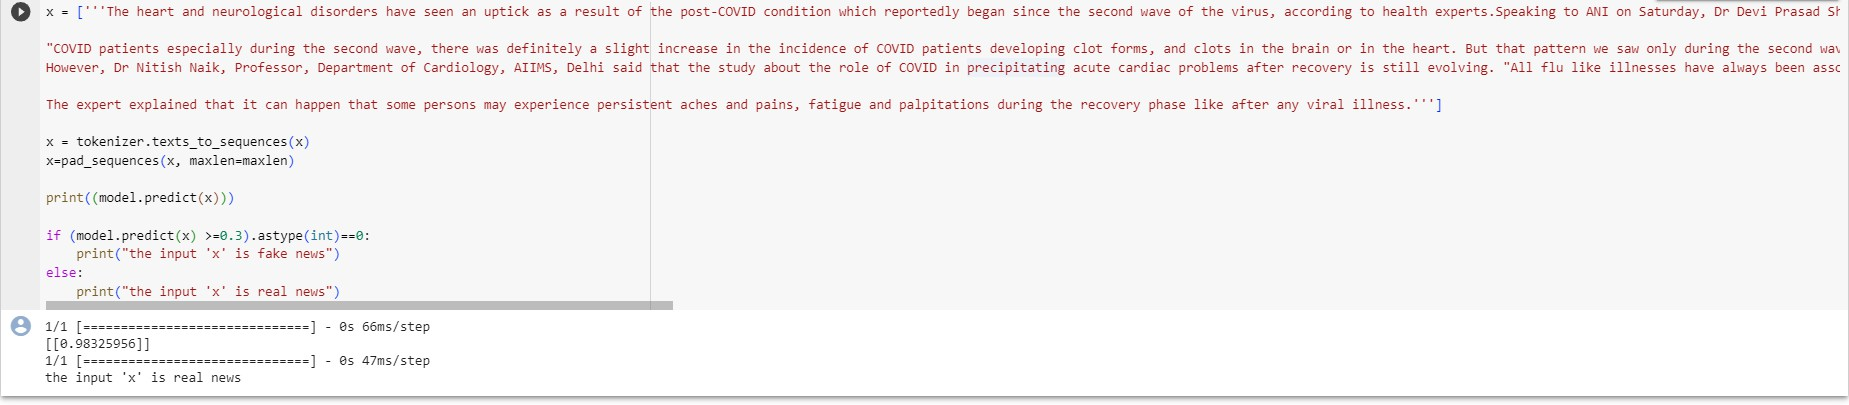 x = ['''The heart and neurological disorders have seen an uptick as a result of the post-COVID condition which reportedly began since the second wave of the virus, according to health experts.Speaking to ANI on Saturday, Dr Devi Prasad Sh
"COVID patients especially during the second wave, there was definitely a slight increase in the incidence of COVID patients developing clot forms, and clots in the brain or in the heart. But that pattern we saw only during the second wav
However, Dr Nitish Naik, Professor, Department of Cardiology, AIIMS, Delhi said that the study about the role of COVID in precipitating acute cardiac problems after recovery is still evolving. "All flu like illnesses have always been asso
The expert explained that it can happen that some persons may experience persistent aches and pains, fatigue and palpitations during the recovery phase like after any viral illness.''']
x = tokenizer.texts_to_sequences(x)
x=pad_sequences(x, maxlen=maxlen)
print((model.predict(x)))
if (model.predict(x) >=0.3).astype(int)==0:
    print("the input 'x' is fake news")
else:
    print("the input 'x' is real news")
1/1 [==============================] - 0s 66ms/step
[[0.98325956]]
1/1 [==============================] - 0s 47ms/step
the input 'x' is real news